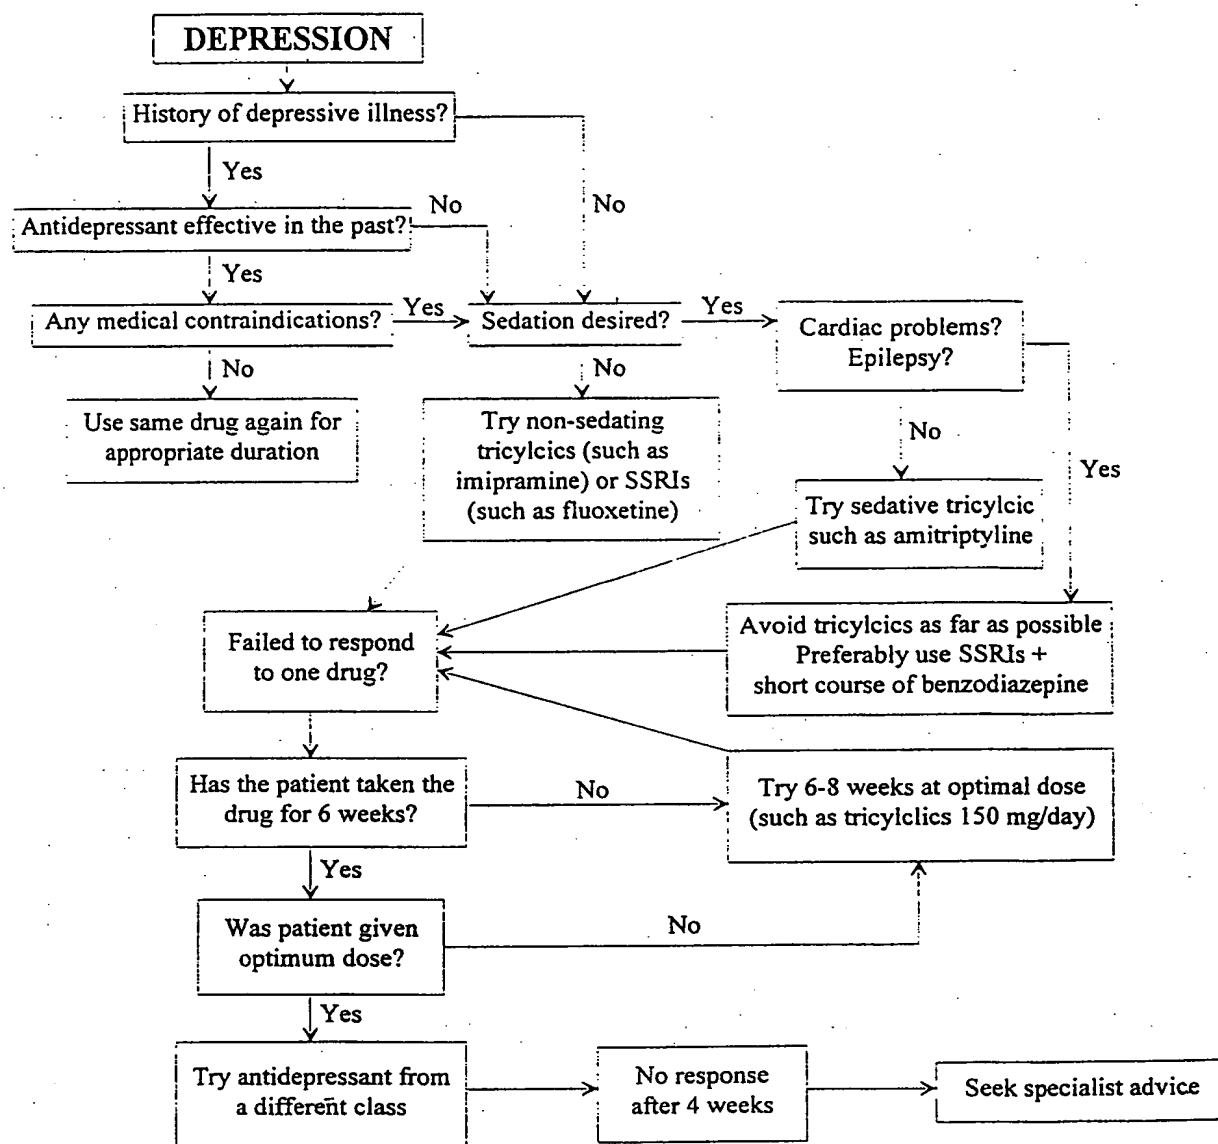 DEPRESSION
History of depressive illness?
Yes
No
No
Antidepressant effective in the past?
Yes
Any medical contraindications?
Yes
Sedation desired?
Yes
Cardiac problems?
Epilepsy?
No
No
Use same drug again for
appropriate duration
Try non-sedating
tricylcics (such as
imipramine) or SSRIs
(such as fluoxetine)
No
Yes
Try sedative tricylcic
such as amitriptyline
Failed to respond
to one drug?
Avoid tricylcics as far as possible
Preferably use SSRIs +
short course of benzodiazepine
Has the patient taken the
drug for 6 weeks?
No
Try 6-8 weeks at optimal dose
(such as tricylclics 150 mg/day)
Yes
Was patient given
optimum dose?
No
Yes
Try antidepressant from
a different class
No response
after 4 weeks
Seek specialist advice